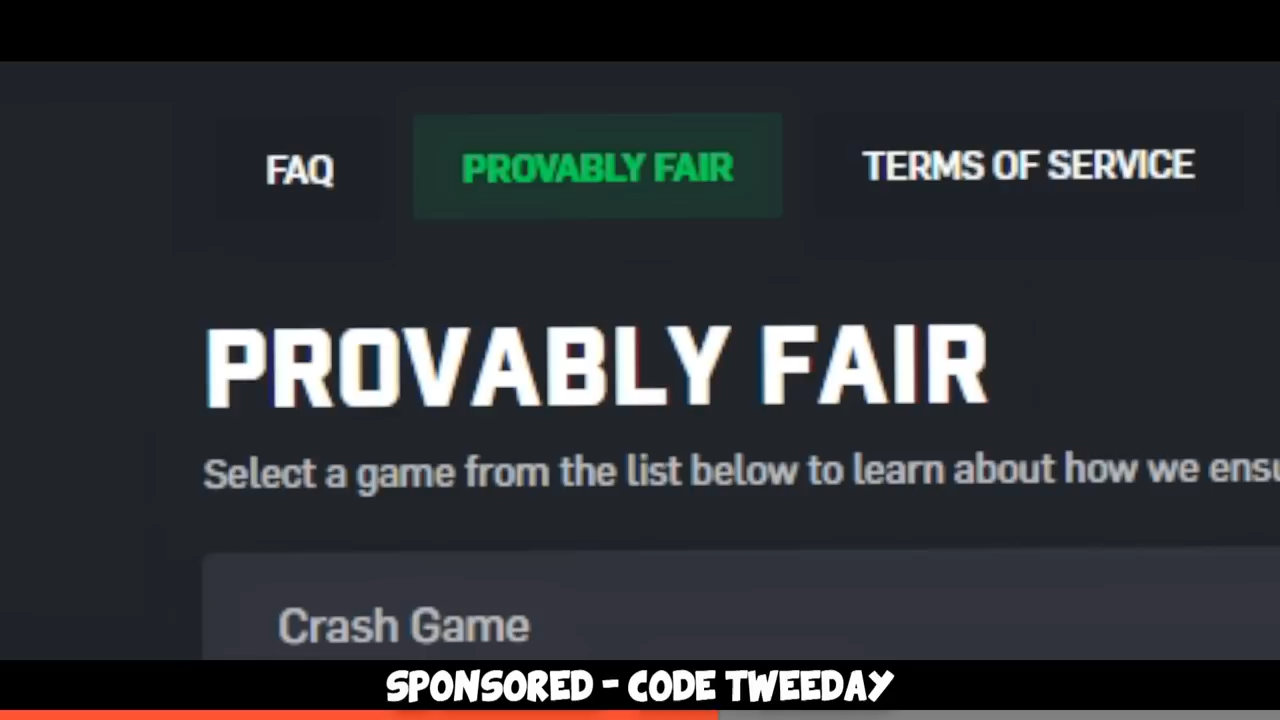 FAQ
PROVABLY FAIR
TERMS OF SERVICE
PROVABLY FAIR
Select a game from the list below to learn about how we ensu
Crash Game
SPONSORED - CODE TWEEDAY